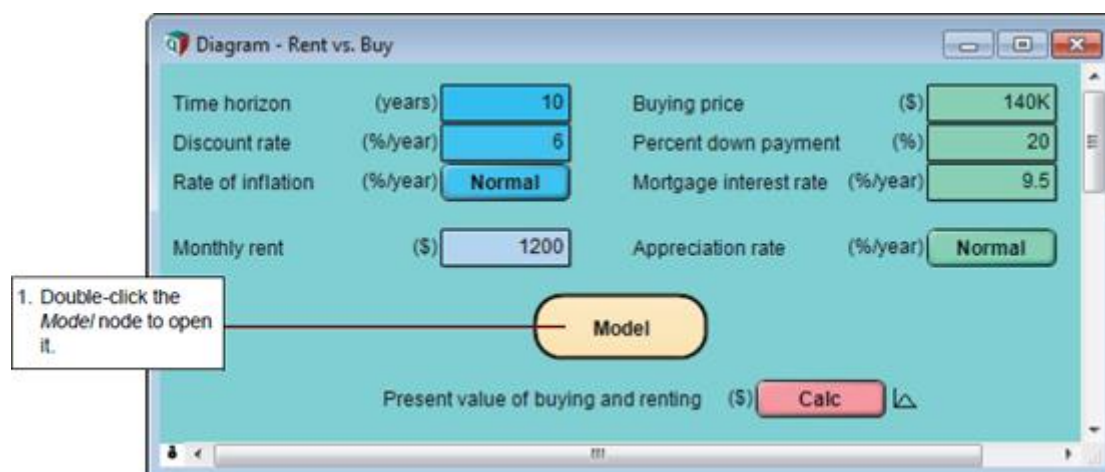 Diagram - Rent vs. Buy
Time horizon (years) 10 Buying price ($) 140K
Discount rate (%/year) 6 Percent down payment (%) 20
Rate of inflation (%/year) Normal Mortgage interest rate (%/year) 9.5
Monthly rent ($) 1200 Appreciation rate (%/year) Normal
1. Double-click the
Model node to open
it.
Model
Present value of buying and renting ($) Calc